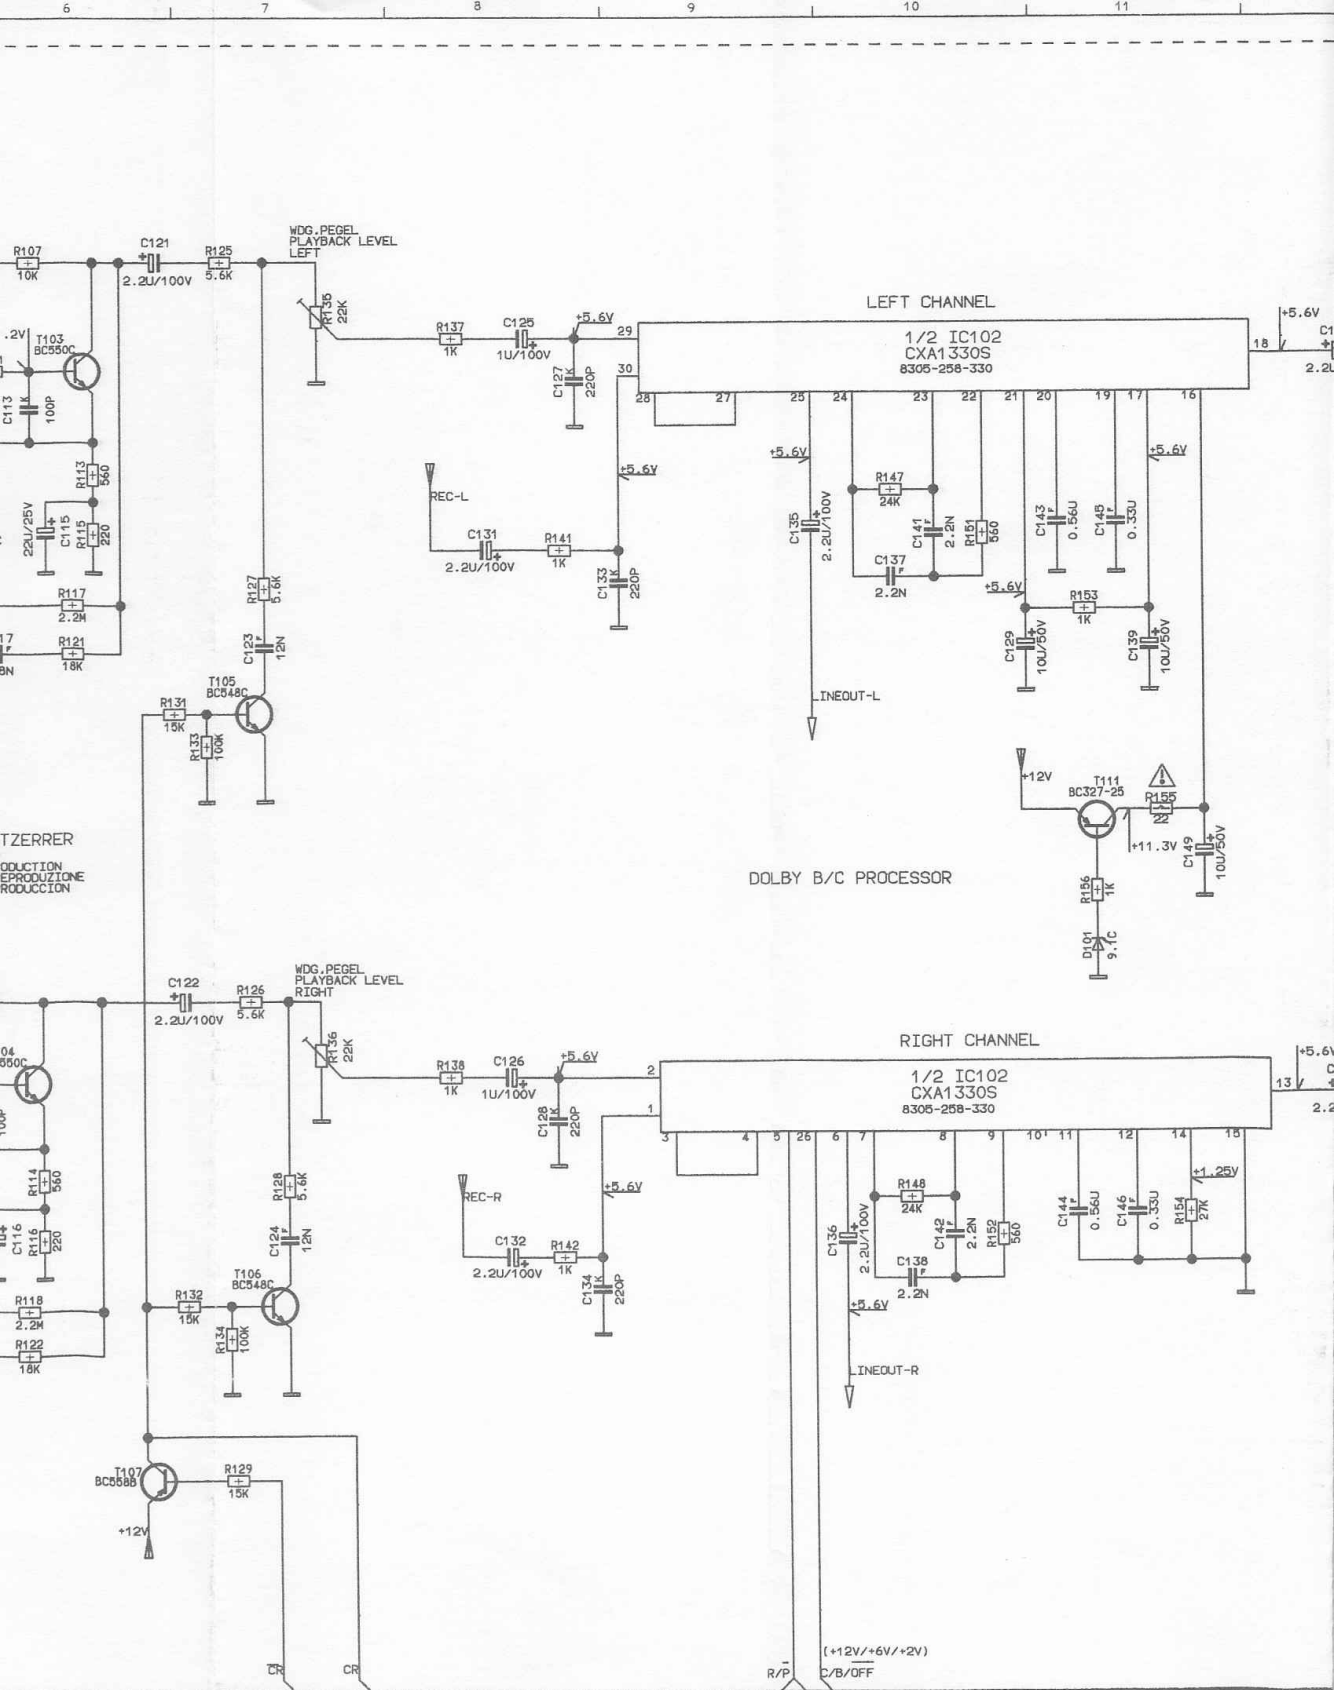 6
7
8
9
10
11
WDG.PEGEL
PLAYBACK LEVEL
LEFT
R107
10K
C121
2.2U/100V
R125
5.6K
R135
22K
LEFT CHANNEL
1/2 IC102
CXA1330S
8305-258-330
+5.6V
18
.2V
T103
BC550C
R137
1K
C125
1U/100V
+5.6V
29
30
C127
K
220P
28
27
25
24
23
22
21
20
19
17
16
C113
K
100P
R113
560
22U/25V
C115
R115
220
REC-L
+5.6V
+5.6V
+5.6V
C131
2.2U/100V
R141
1K
C133
K
220P
C135
2.2U/100V
R147
24K
C141
F
2.2N
R151
560
C137
F
2.2N
C143
F
0.56U
C145
F
0.33U
+5.6V
R153
1K
C129
10U/50V
C139
10U/50V
R127
5.6K
C123
F
12N
R117
2.2M
R121
18K
T105
BC548C
R131
15K
R133
100K
LINEOUT-L
+12V
T111
BC327-25
R155
22
+11.3V
C149
10U/50V
R156
1K
D101
9.1C
TZERRER
ODUCTION
EPRODUZIONE
RODUCCION
DOLBY B/C PROCESSOR
WDG.PEGEL
PLAYBACK LEVEL
RIGHT
C122
2.2U/100V
R126
5.6K
R136
22K
RIGHT CHANNEL
1/2 IC102
CXA1330S
8305-258-330
+5.6V
13
R138
1K
C126
1U/100V
+5.6V
2
1
C128
K
220P
3
4
5
26
6
7
8
9
10
11
12
14
15
R114
560
C116
R116
220
R118
2.2M
R122
18K
REC-R
+5.6V
C132
2.2U/100V
R142
1K
C134
K
220P
C136
2.2U/100V
R148
24K
C142
F
2.2N
R152
560
C138
F
2.2N
C144
F
0.56U
C146
F
0.33U
+1.25V
R154
27K
+5.6V
LINEOUT-R
R128
5.6K
C124
F
12N
T106
BC548C
R132
15K
R134
100K
T107
BC558B
R129
15K
+12V
CR
CR
(+12V/+6V/+2V)
R/P
C/B/OFF